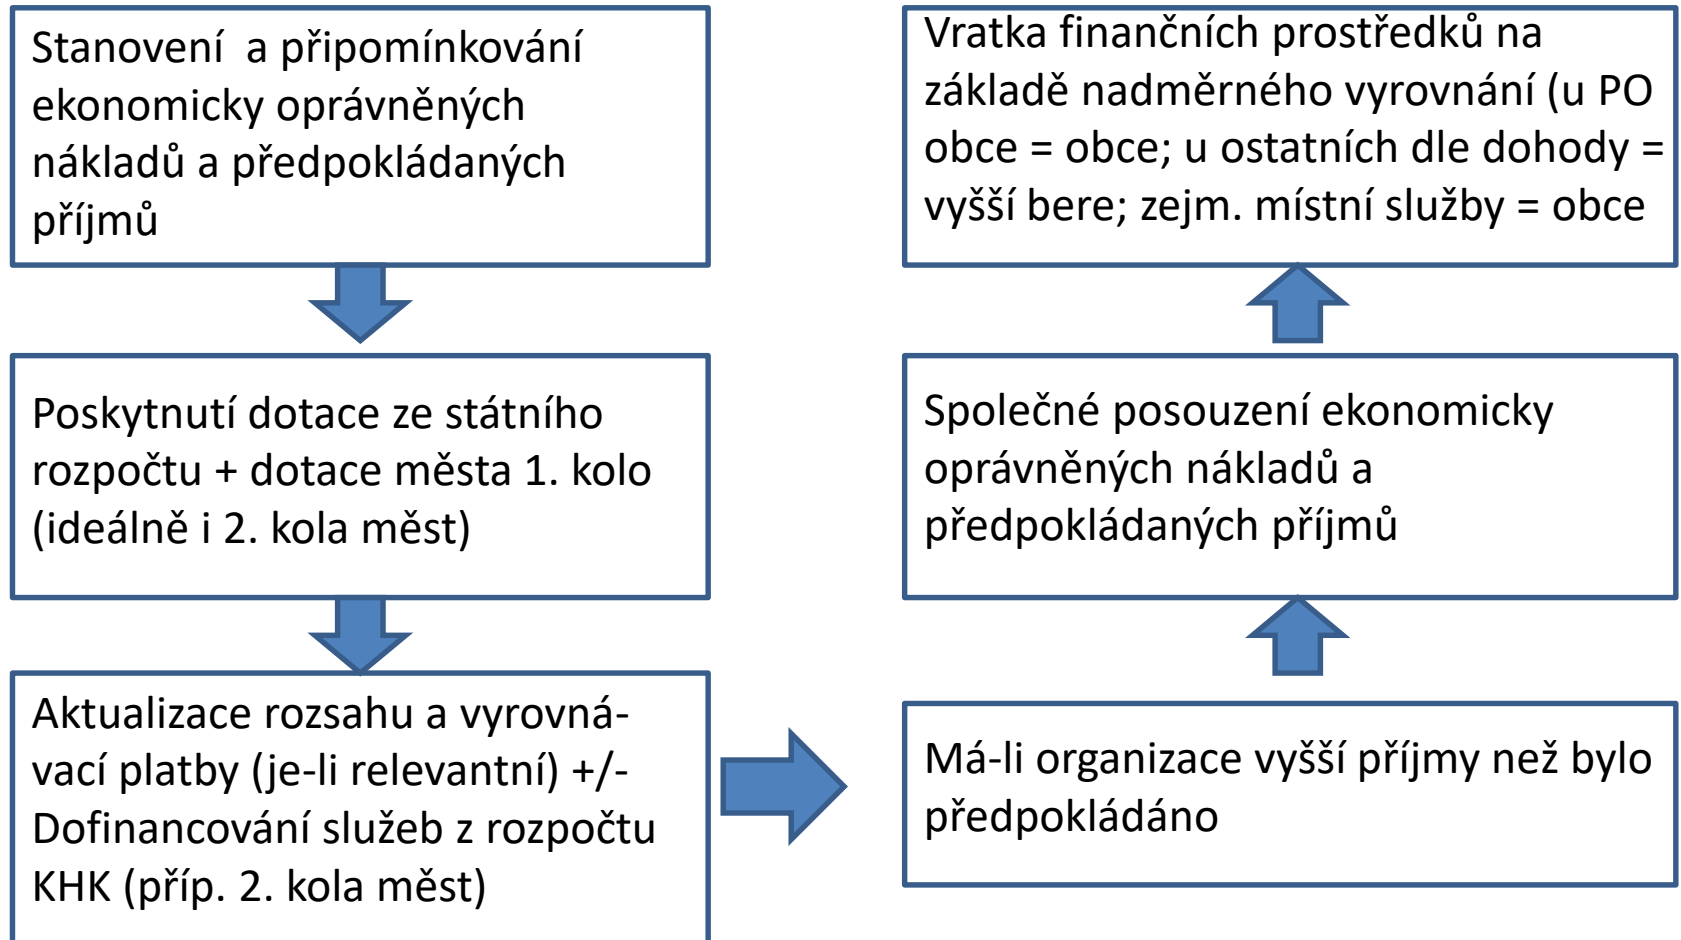 Stanovení  a připomínkování
ekonomicky oprávněných
nákladů a předpokládaných
příjmů
Poskytnutí dotace ze státního
rozpočtu + dotace města 1. kolo
(ideálně i 2. kola měst)
Aktualizace rozsahu a vyrovná-
vací platby (je-li relevantní) +/-
Dofinancování služeb z rozpočtu
KHK (příp. 2. kola měst)
Má-li organizace vyšší příjmy než bylo
předpokládáno
Společné posouzení ekonomicky
oprávněných nákladů a
předpokládaných příjmů
Vratka finančních prostředků na
základě nadměrného vyrovnání (u PO
obce = obce; u ostatních dle dohody =
vyšší bere; zejm. místní služby = obce